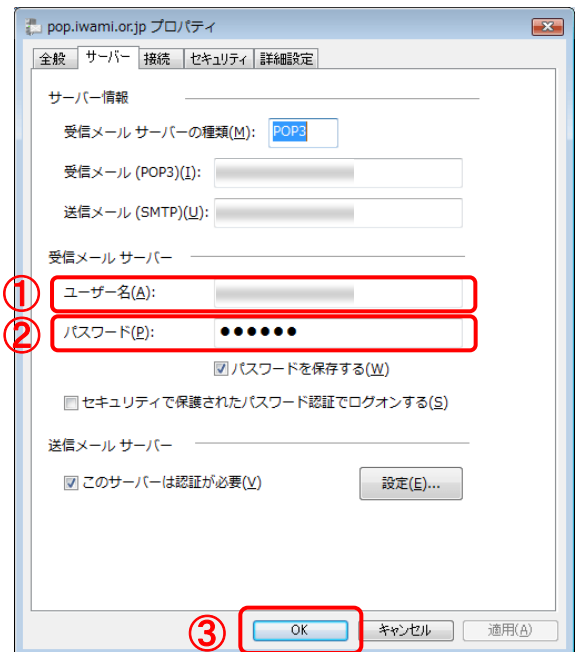 pop.iwami.or.jp プロパティ
全般 サーバー 接続 セキュリティ 詳細設定
サーバー情報
受信メール サーバーの種類(M): POP3
受信メール (POP3)(I):
送信メール (SMTP)(U):
受信メール サーバー
① ユーザー名(A):
② パスワード(P): ●●●●●●
パスワードを保存する(W)
セキュリティで保護されたパスワード認証でログオンする(S)
送信メール サーバー
このサーバーは認証が必要(V) 設定(E)...
③ OK キャンセル 適用(A)